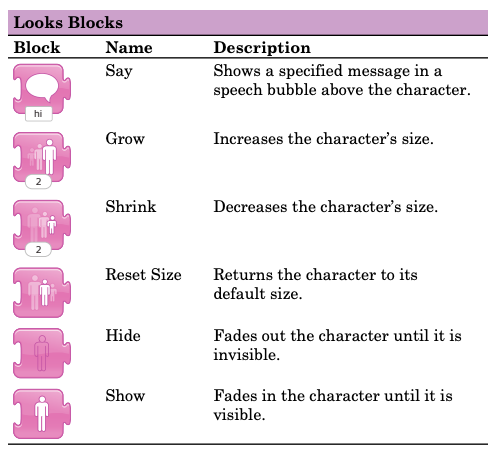 Looks Blocks
Block Name Description
Say Shows a specified message in a
speech bubble above the character.
hi
Grow Increases the character’s size.
2
Shrink Decreases the character’s size.
2
Reset Size Returns the character to its
default size.
Hide Fades out the character until it is
invisible.
Show Fades in the character until it is
visible.